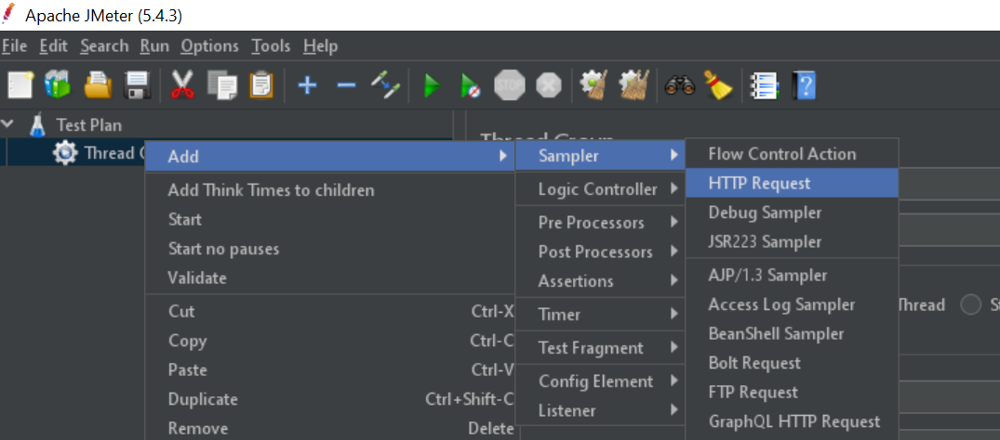 Apache JMeter (5.4.3)
File Edit Search Run Options Tools Help
Test Plan
Thread
Thread Group
Add
Add Think Times to children
Start
Start no pauses
Validate
Cut Ctrl-X
Copy Ctrl-C
Paste Ctrl-V
Duplicate Ctrl+Shift-C
Remove Delete
Sampler
Logic Controller
Pre Processors
Post Processors
Assertions
Timer
Test Fragment
Config Element
Listener
Flow Control Action
HTTP Request
Debug Sampler
JSR223 Sampler
AJP/1.3 Sampler
Access Log Sampler
BeanShell Sampler
Bolt Request
FTP Request
GraphQL HTTP Request
Thread